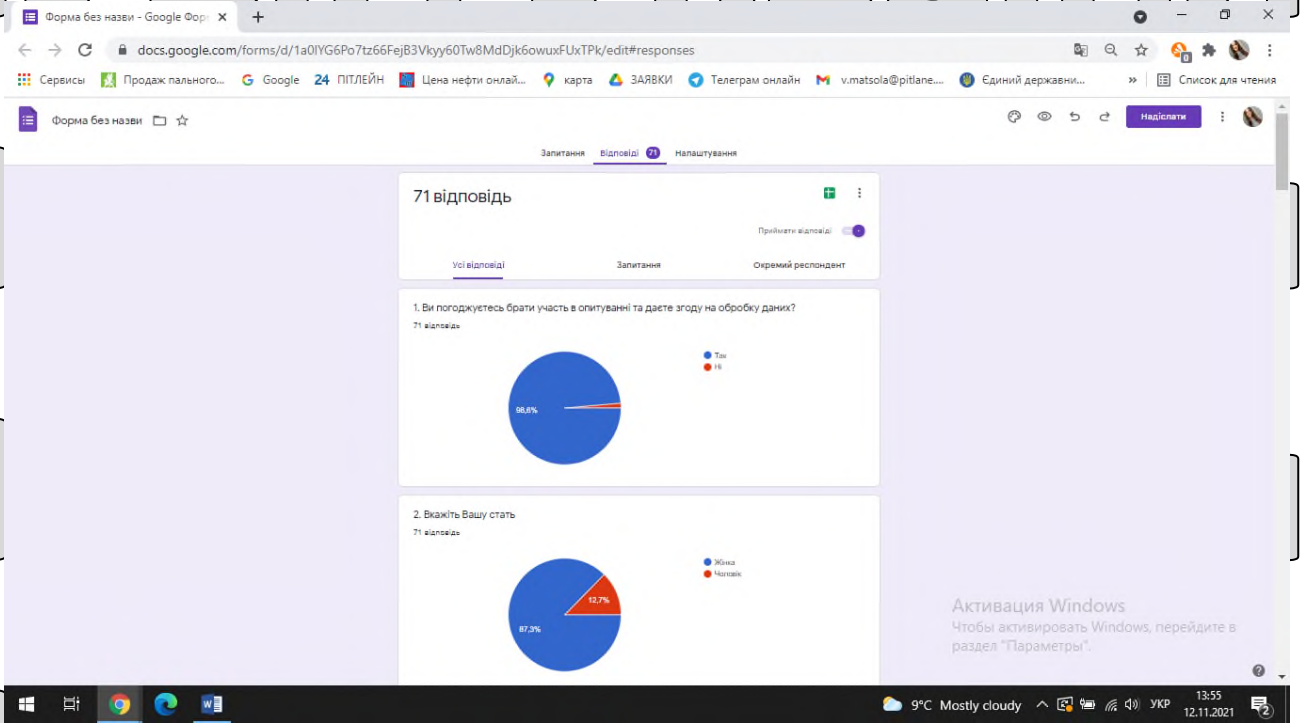 Форма без назви - Google Фор
docs.google.com/forms/d/1a0lYG6Po7tz66FejB3Vkyy60Tw8MdDjk6owuxFUxTPk/edit#responses
Сервисы Продаж пального... Google 24 ПІТЛЕЙН Цена нефти онлай... карта ЗАЯВКИ Телеграм онлайн v.matsola@pitlane.... Єдиний державни... » Список для чтения
Форма без назви Надіслати
Запитання Відповіді 71 Налаштування
71 відповідь
Приймати відповіді
Усі відповіді Запитання Окремий респондент
1. Ви погоджуєтесь брати участь в опитуванні та даєте згоду на обробку даних?
71 відповідь
Так
Ні
98,6%
2. Вкажіть Вашу стать
71 відповідь
Жінка
Чоловік
12,7%
87,3%
Активация Windows
Чтобы активировать Windows, перейдите в
раздел "Параметры".
9°C Mostly cloudy УКР 13:55
12.11.2021 2